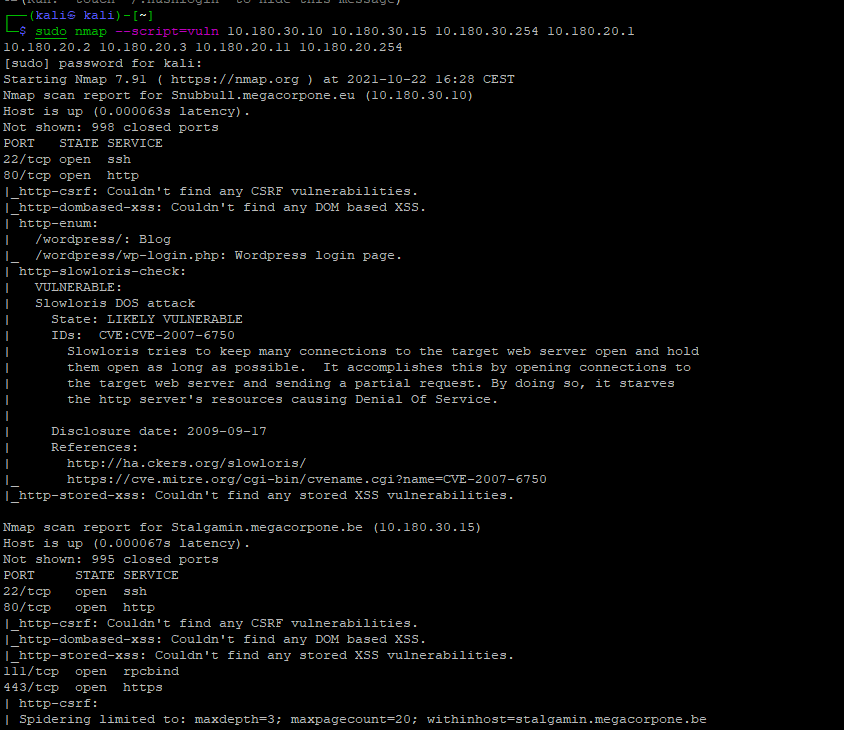 (Run: "touch ~/.hushlogin" to hide this message)
┌──(kali㉿kali)-[~]
└─$ sudo nmap --script=vuln 10.180.30.10 10.180.30.15 10.180.30.254 10.180.20.1
10.180.20.2 10.180.20.3 10.180.20.11 10.180.20.254
[sudo] password for kali:
Starting Nmap 7.91 ( https://nmap.org ) at 2021-10-22 16:28 CEST
Nmap scan report for Snubbull.megacorpone.eu (10.180.30.10)
Host is up (0.000063s latency).
Not shown: 998 closed ports
PORT   STATE SERVICE
22/tcp open  ssh
80/tcp open  http
|_http-csrf: Couldn't find any CSRF vulnerabilities.
|_http-dombased-xss: Couldn't find any DOM based XSS.
| http-enum:
|   /wordpress/: Blog
|_  /wordpress/wp-login.php: Wordpress login page.
| http-slowloris-check:
|   VULNERABLE:
|   Slowloris DOS attack
|     State: LIKELY VULNERABLE
|     IDs:  CVE:CVE-2007-6750
|       Slowloris tries to keep many connections to the target web server open and hold
|       them open as long as possible.  It accomplishes this by opening connections to
|       the target web server and sending a partial request. By doing so, it starves
|       the http server's resources causing Denial Of Service.
|
|     Disclosure date: 2009-09-17
|     References:
|       http://ha.ckers.org/slowloris/
|_      https://cve.mitre.org/cgi-bin/cvename.cgi?name=CVE-2007-6750
|_http-stored-xss: Couldn't find any stored XSS vulnerabilities.

Nmap scan report for Stalgamin.megacorpone.be (10.180.30.15)
Host is up (0.000067s latency).
Not shown: 995 closed ports
PORT     STATE SERVICE
22/tcp   open  ssh
80/tcp   open  http
|_http-csrf: Couldn't find any CSRF vulnerabilities.
|_http-dombased-xss: Couldn't find any DOM based XSS.
|_http-stored-xss: Couldn't find any stored XSS vulnerabilities.
111/tcp  open  rpcbind
443/tcp  open  https
| http-csrf:
| Spidering limited to: maxdepth=3; maxpagecount=20; withinhost=stalgamin.megacorpone.be